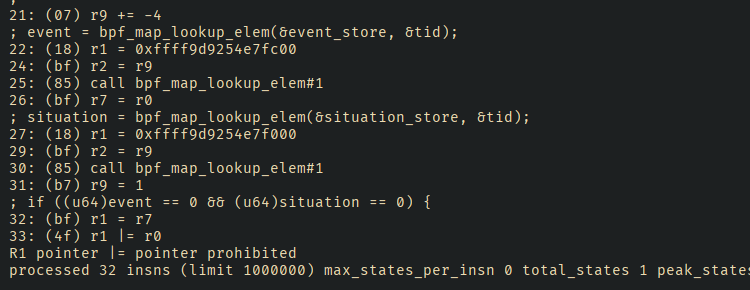 ;
21: (07) r9 += -4
; event = bpf_map_lookup_elem(&event_store, &tid);
22: (18) r1 = 0xffff9d9254e7fc00
24: (bf) r2 = r9
25: (85) call bpf_map_lookup_elem#1
26: (bf) r7 = r0
; situation = bpf_map_lookup_elem(&situation_store, &tid);
27: (18) r1 = 0xffff9d9254e7f000
29: (bf) r2 = r9
30: (85) call bpf_map_lookup_elem#1
31: (b7) r9 = 1
; if ((u64)event == 0 && (u64)situation == 0) {
32: (bf) r1 = r7
33: (4f) r1 |= r0
R1 pointer |= pointer prohibited
processed 32 insns (limit 1000000) max_states_per_insn 0 total_states 1 peak_states